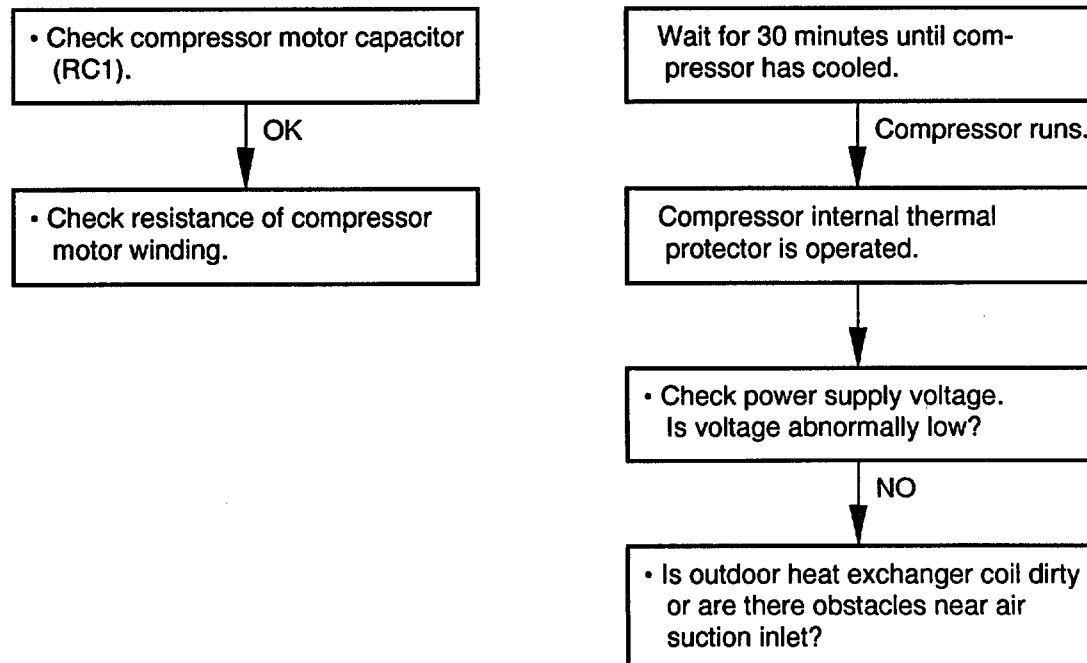 • Check compressor motor capacitor
(RC1).
OK
• Check resistance of compressor
motor winding.
Wait for 30 minutes until com-
pressor has cooled.
Compressor runs.
Compressor internal thermal
protector is operated.
• Check power supply voltage.
Is voltage abnormally low?
NO
• Is outdoor heat exchanger coil dirty
or are there obstacles near air
suction inlet?